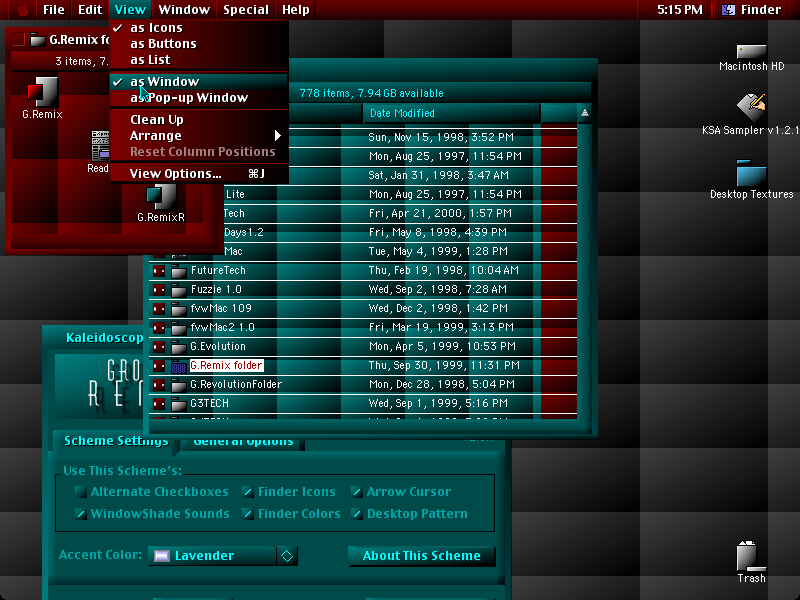 File Edit View Window Special Help 5:15 PM Finder
as Icons
as Buttons
as List
as Window
as Pop-up Window
Clean Up
Arrange
Reset Column Positions
View Options... ⌘J
G.Remix fo
3 items, 7.
G.Remix
Read
G.RemixR
778 items, 7.94GB available
Date Modified
Sun, Nov 15, 1998, 3:52 PM
Mon, Aug 25, 1997, 11:54 PM
Sat, Jan 31, 1998, 3:47 AM
Lite Mon, Aug 25, 1997, 11:54 PM
Tech Fri, Apr 21, 2000, 1:57 PM
Days1.2 Fri, May 8, 1998, 4:39 PM
Mac Tue, May 4, 1999, 1:28 PM
FutureTech Thu, Feb 19, 1998, 10:04 AM
Fuzzie 1.0 Wed, Sep 2, 1998, 7:28 AM
fvwMac 109 Wed, Dec 2, 1998, 1:42 PM
fvwMac2 1.0 Fri, Mar 19, 1999, 3:13 PM
G.Evolution Mon, Apr 5, 1999, 10:53 PM
G.Remix folder Thu, Sep 30, 1999, 11:31 PM
G.RevolutionFolder Mon, Dec 28, 1998, 5:04 PM
G3TECH Wed, Sep 1, 1999, 5:16 PM
Macintosh HD
KSA Sampler v1.2.1
Desktop Textures
Trash
Kaleidoscop
GRO
REM
Scheme Settings General Options
Use This Scheme's:
Alternate Checkboxes Finder Icons Arrow Cursor
WindowShade Sounds Finder Colors Desktop Pattern
Accent Color: Lavender About This Scheme